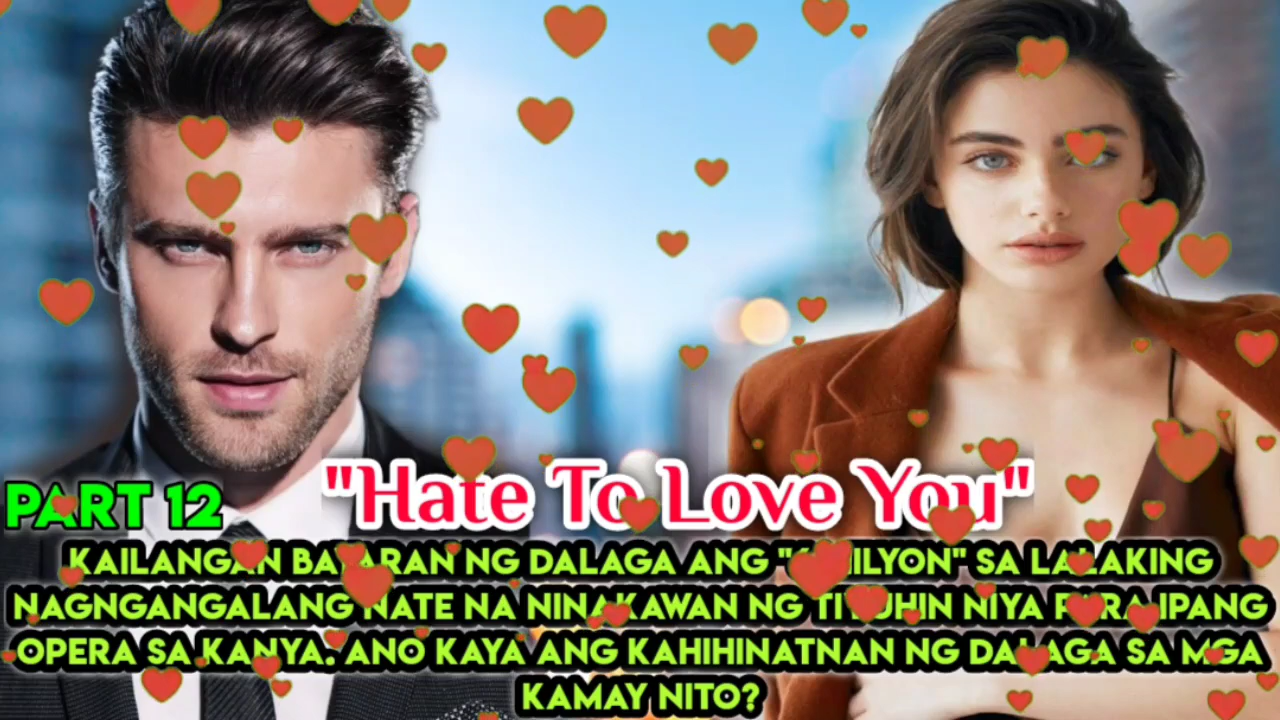 PART 12
"Hate To Love You"
KAILANGAN BAYARAN NG DALAGA ANG SA LALAKING
NAGNGANGALANG NATE NA NINAKAWAN NG TIYUHIN NIYA PARA IPANG
OPERA SA KANYA. ANO KAYA ANG KAHIHINATNAN NG DALAGA SA MGA
KAMAY NITO?